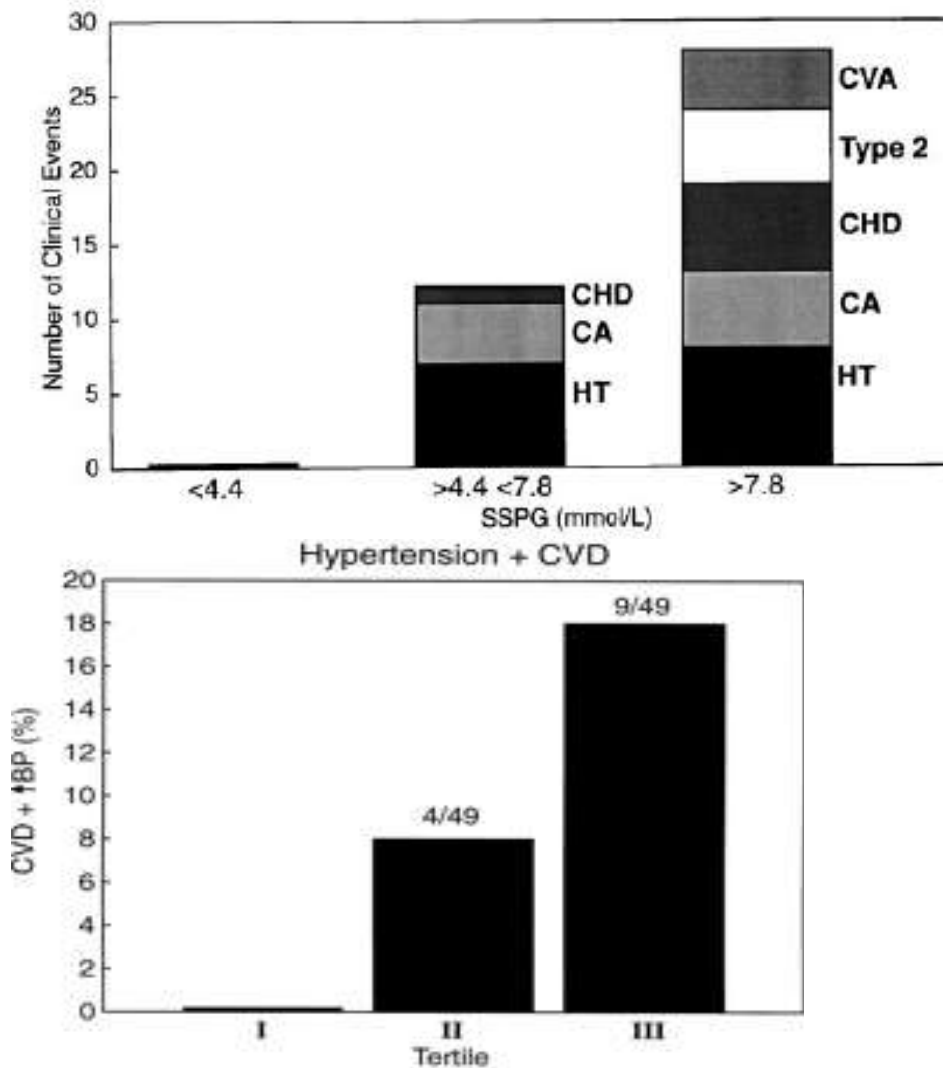 30
25
20
15
10
5
0
Number of Clinical Events
CVA
Type 2
CHD
CA
HT
CHD
CA
HT
<4.4
>4.4 <7.8
>7.8
SSPG (mmol/L)
Hypertension + CVD
20
18
16
14
12
10
8
6
4
2
0
CVD + ↑BP (%)
9/49
4/49
I
II
III
Tertile